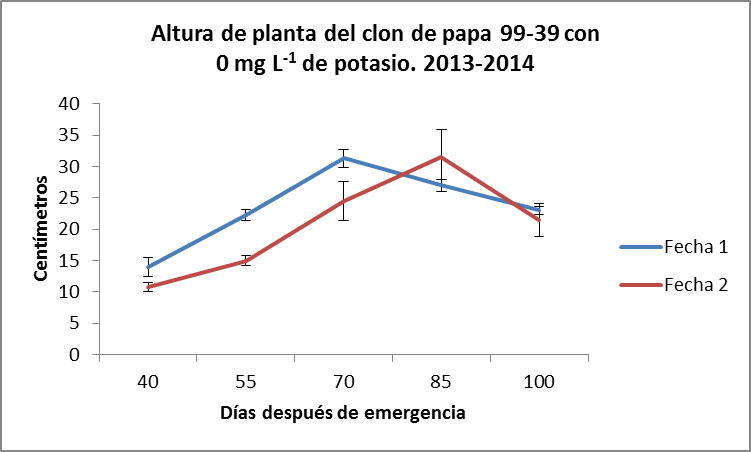 Altura de planta del clon de papa 99-39 con
0 mg L-1 de potasio. 2013-2014
40
35
30
25
20
15
10
5
0
Centímetros
40 55 70 85 100
Días después de emergencia
Fecha 1
Fecha 2